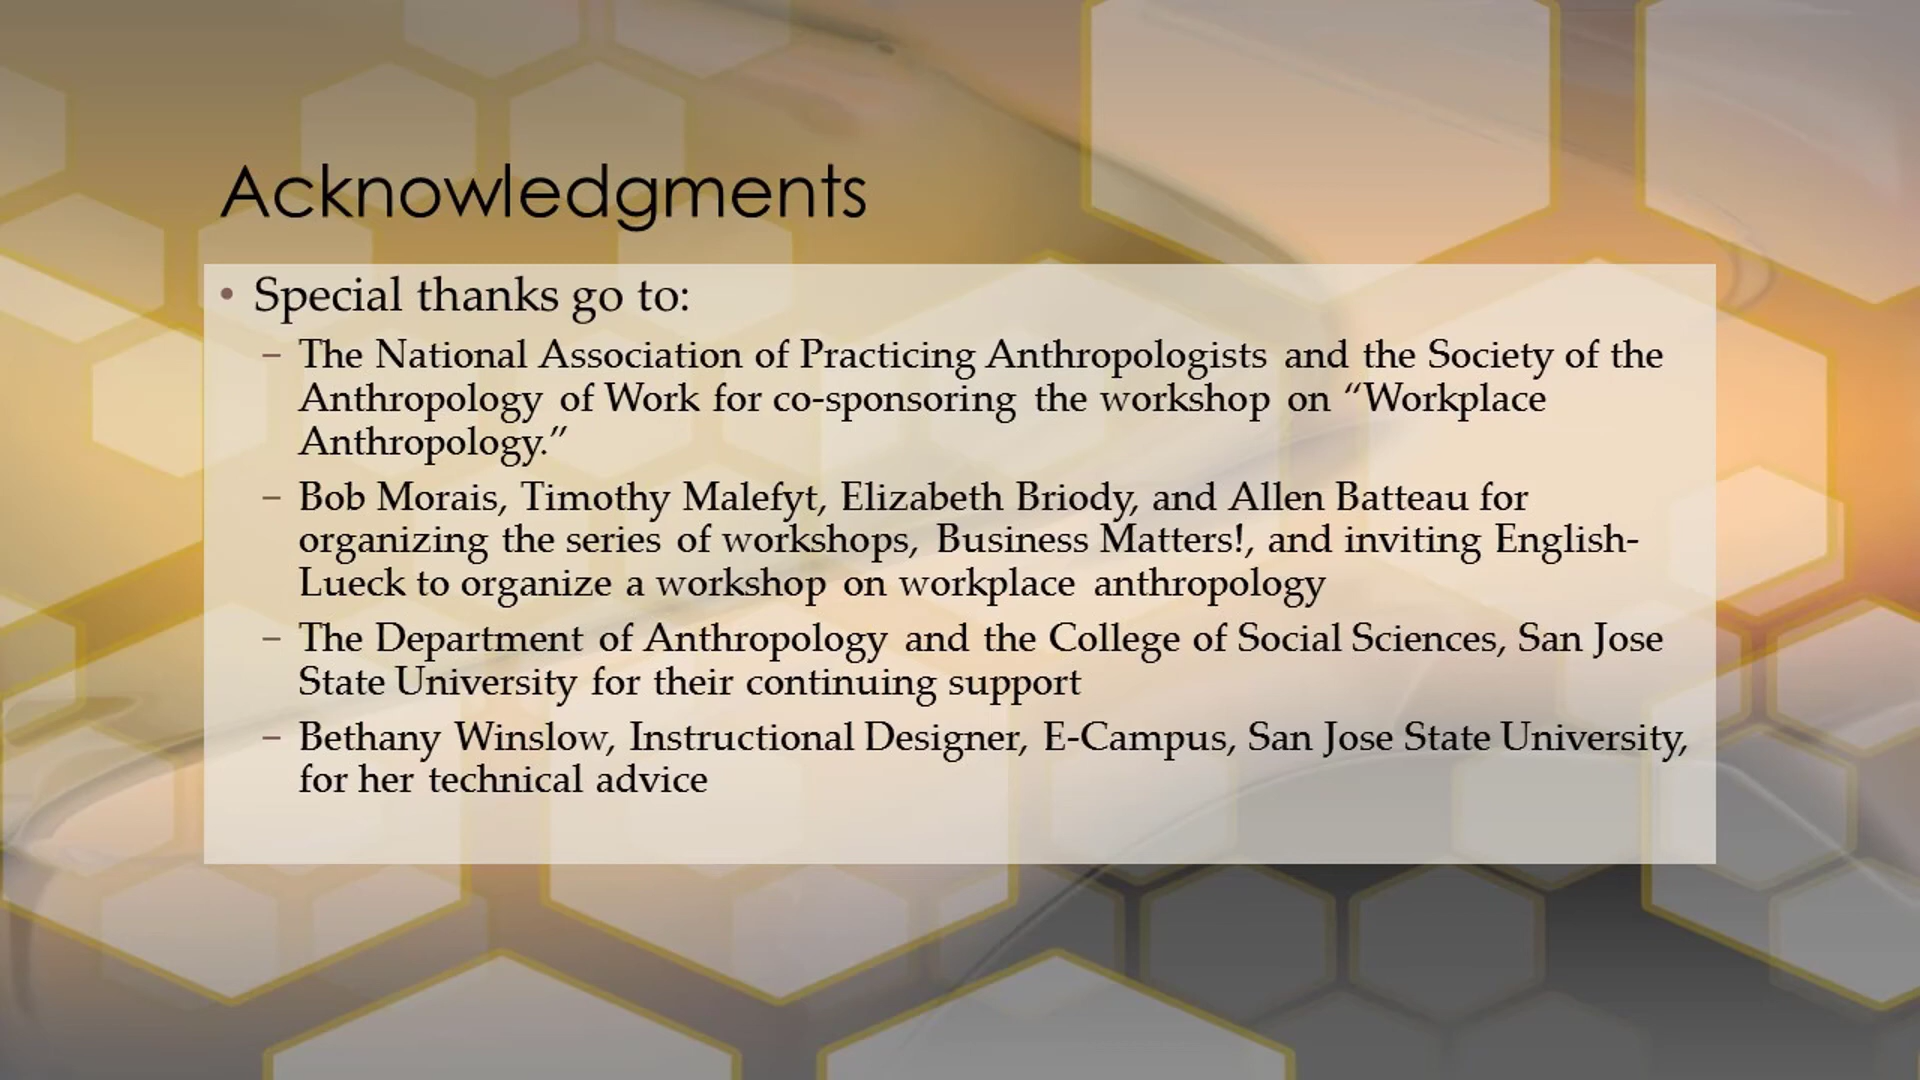 Acknowledgments
• Special thanks go to:
– The National Association of Practicing Anthropologists and the Society of the
Anthropology of Work for co-sponsoring the workshop on “Workplace
Anthropology.”
– Bob Morais, Timothy Malefyt, Elizabeth Briody, and Allen Batteau for
organizing the series of workshops, Business Matters!, and inviting English-
Lueck to organize a workshop on workplace anthropology
– The Department of Anthropology and the College of Social Sciences, San Jose
State University for their continuing support
– Bethany Winslow, Instructional Designer, E-Campus, San Jose State University,
for her technical advice